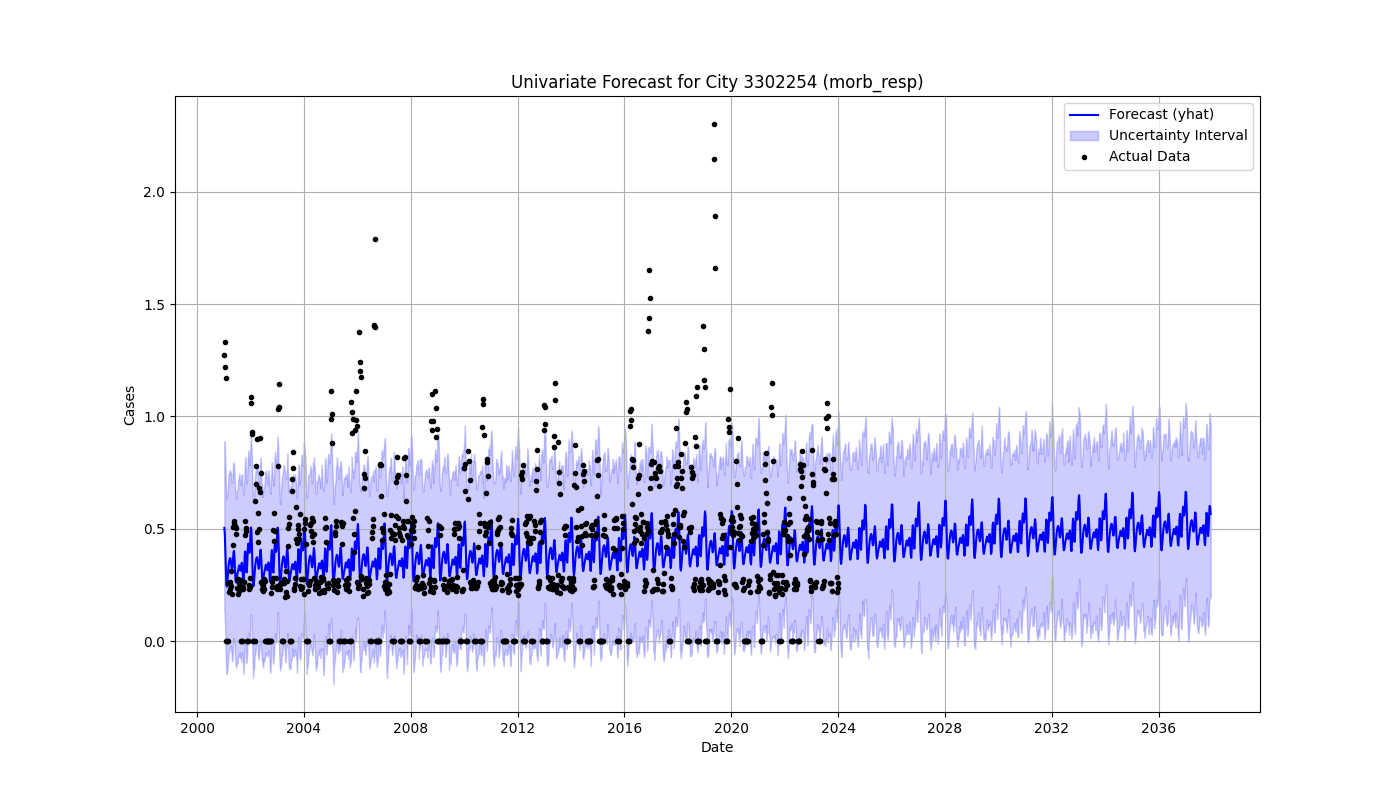 Univariate Forecast for City 3302254 (morb_resp)
Forecast (yhat)
Uncertainty Interval
Actual Data
Cases
2.0
1.5
1.0
0.5
0.0
2000 2004 2008 2012 2016 2020 2024 2028 2032 2036
Date